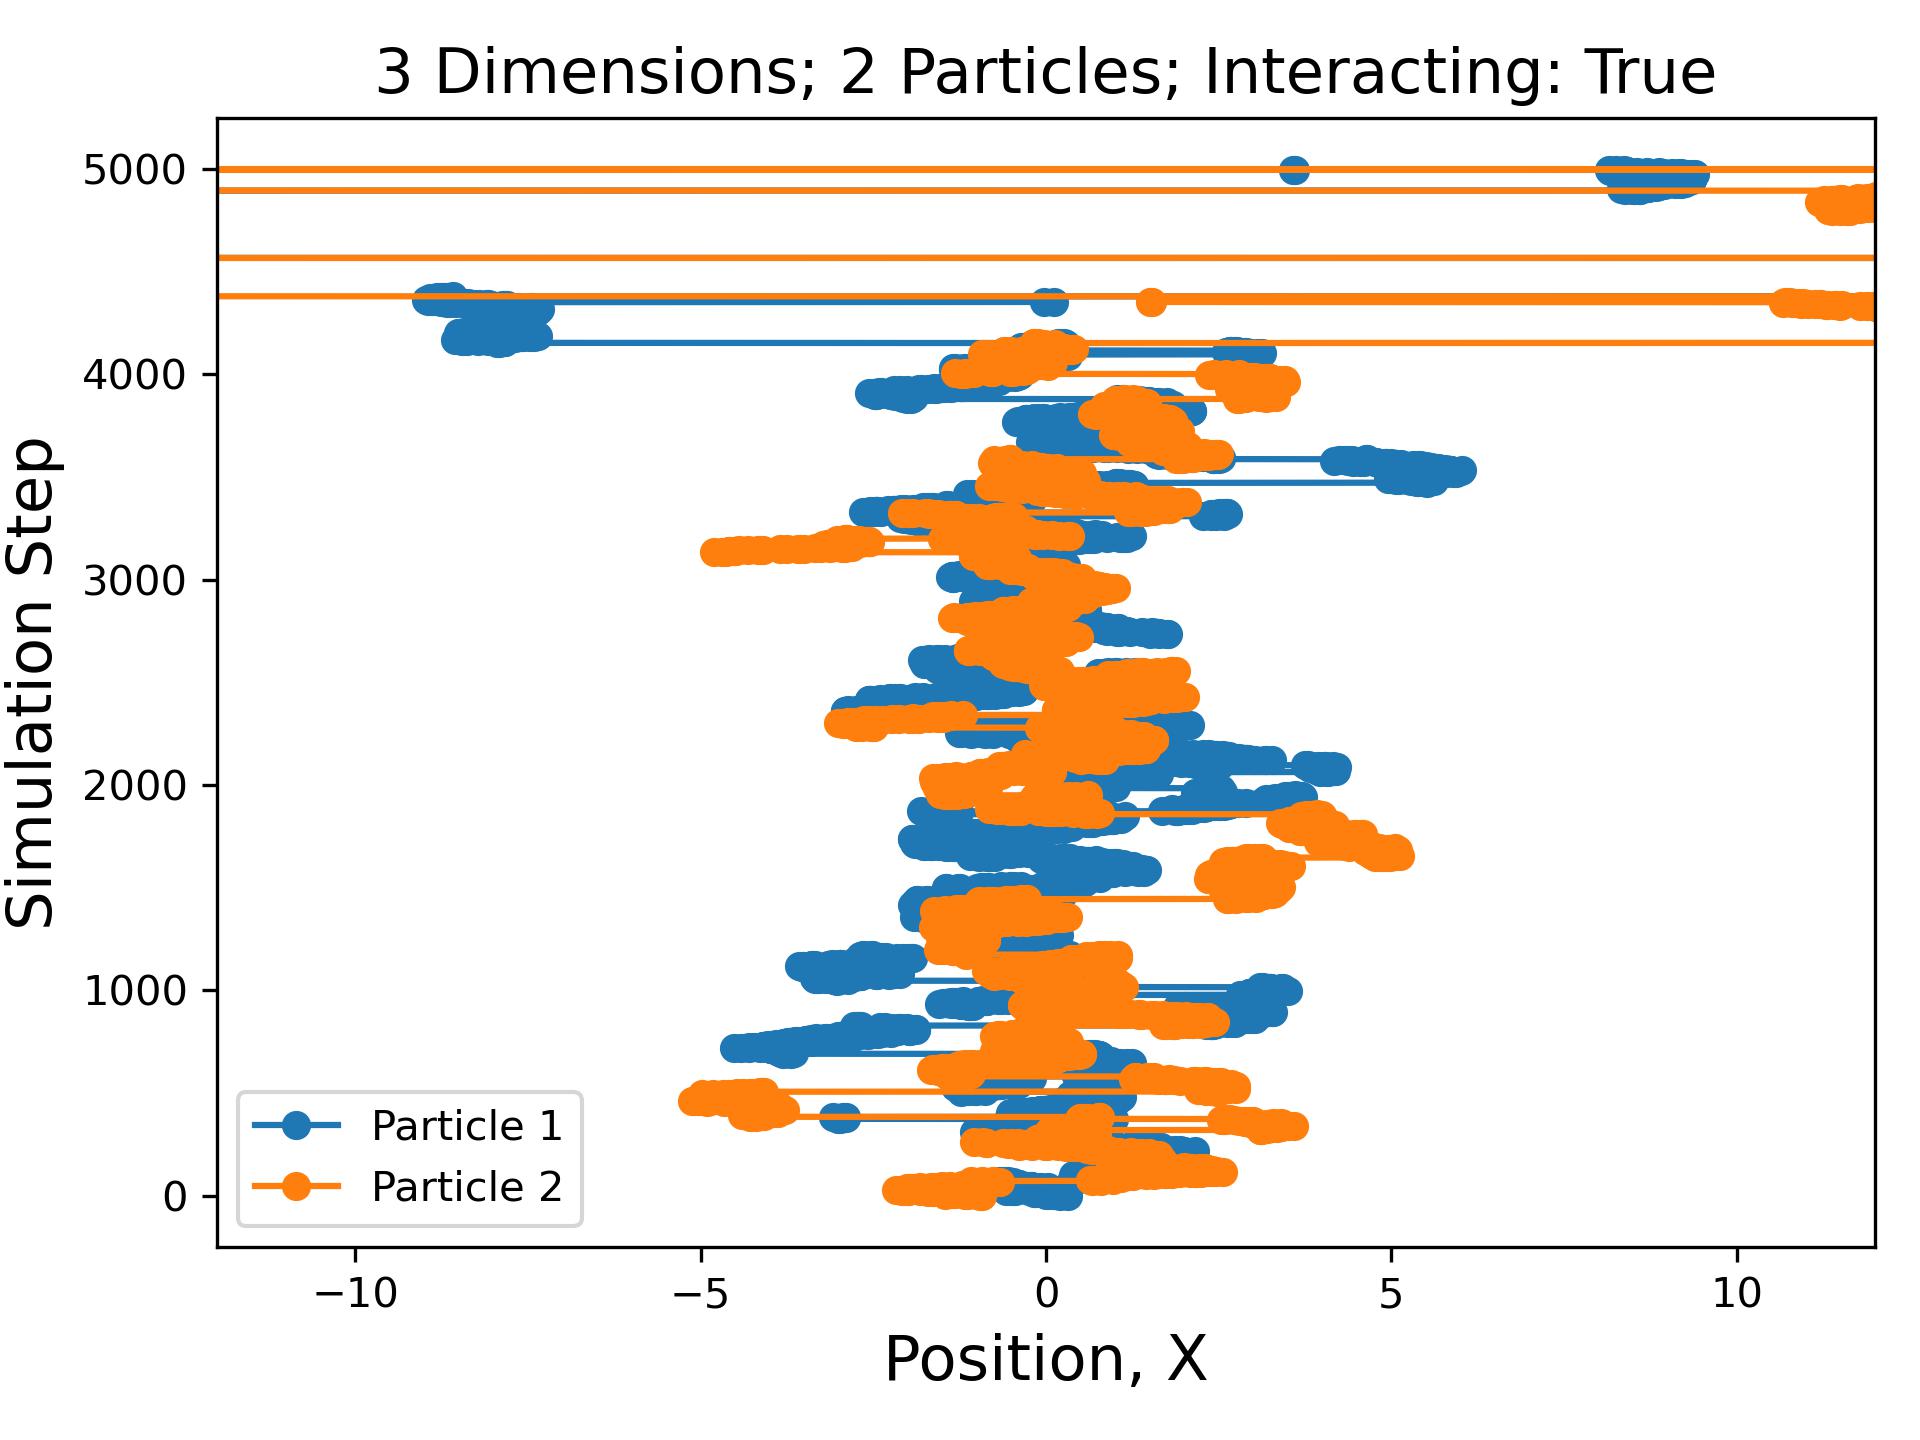 3 Dimensions; 2 Particles; Interacting: True
Simulation Step
5000
4000
3000
2000
1000
0
Particle 1
Particle 2
−10
−5
0
5
10
Position, X